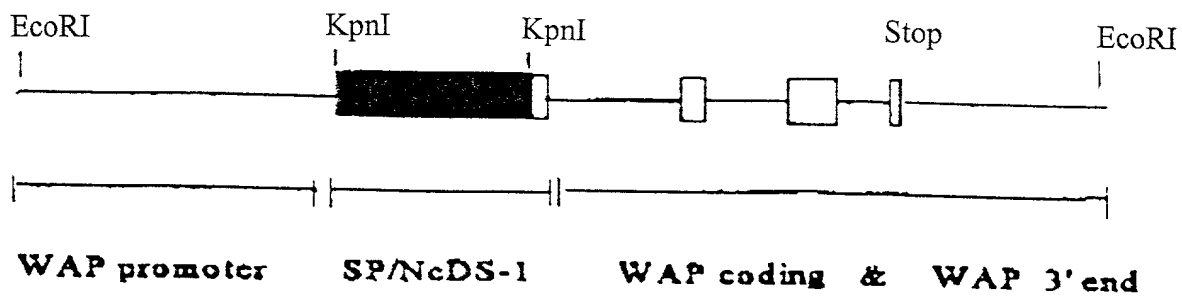 EcoRI KpnI KpnI Stop EcoRI
WAP promoter SP/NcDS-1 WAP coding & WAP 3' end